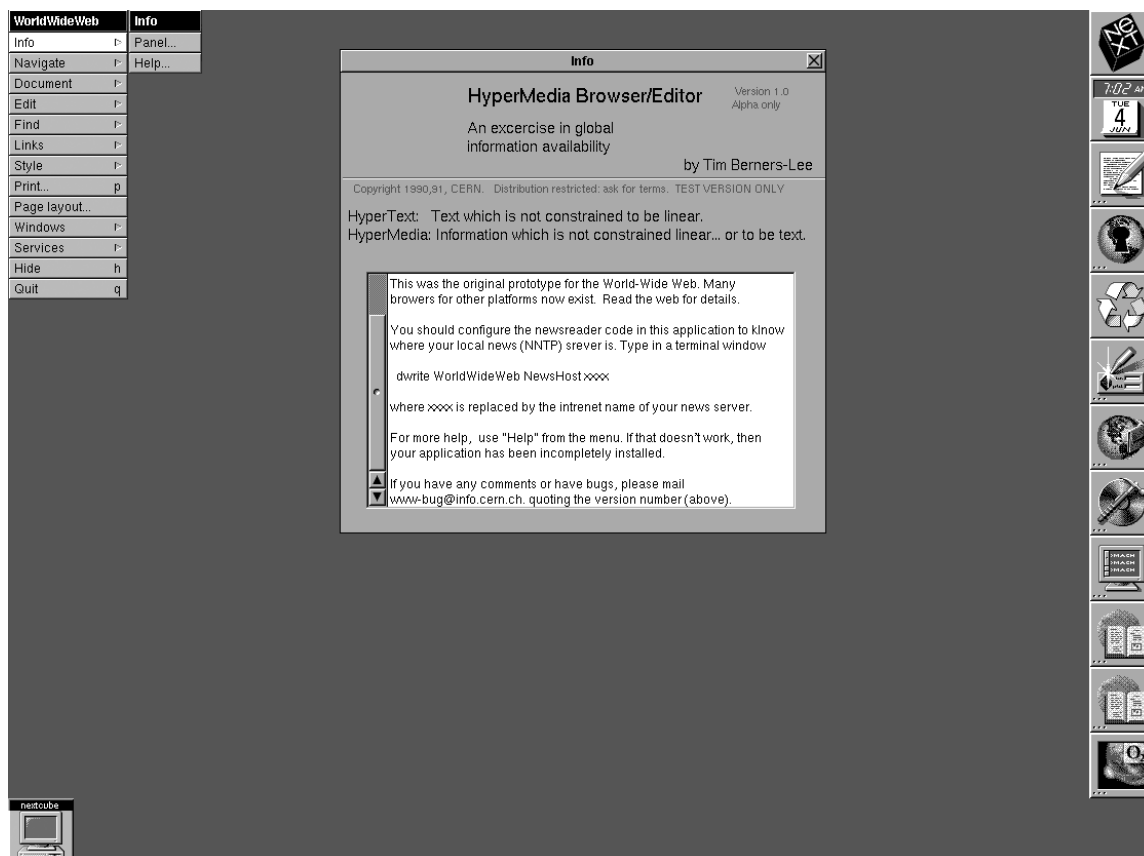 WorldWideWeb
Info
Navigate
Document
Edit
Find
Links
Style
Print... p
Page layout...
Windows
Services
Hide h
Quit q
Info
Panel...
Help...
Info
HyperMedia Browser/Editor
Version 1.0
Alpha only
An excercise in global
information availability
by Tim Berners-Lee
Copyright 1990,91, CERN. Distribution restricted: ask for terms. TEST VERSION ONLY
HyperText: Text which is not constrained to be linear.
HyperMedia: Information which is not constrained linear... or to be text.
This was the original prototype for the World-Wide Web. Many
browers for other platforms now exist. Read the web for details.
You should configure the newsreader code in this application to klnow
where your local news (NNTP) srever is. Type in a terminal window
dwrite WorldWideWeb NewsHost xxxx
where xxxx is replaced by the intrenet name of your news server.
For more help, use "Help" from the menu. If that doesn't work, then
your application has been incompletely installed.
If you have any comments or have bugs, please mail
www-bug@info.cern.ch. quoting the version number (above).
NeXT
7:02 AM
TUE
4
JUN
>MACH
>MACH
>MACH
nextcube